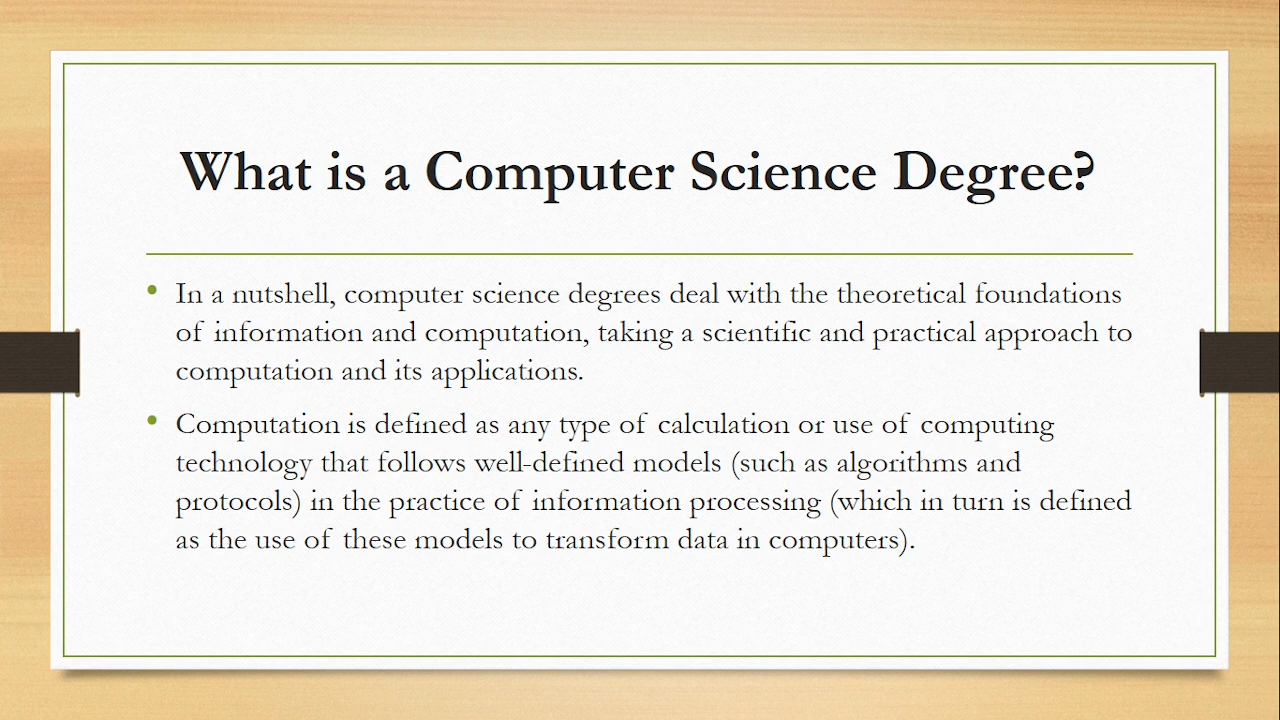 What is a Computer Science Degree?
• In a nutshell, computer science degrees deal with the theoretical foundations
of information and computation, taking a scientific and practical approach to
computation and its applications.
• Computation is defined as any type of calculation or use of computing
technology that follows well-defined models (such as algorithms and
protocols) in the practice of information processing (which in turn is defined
as the use of these models to transform data in computers).